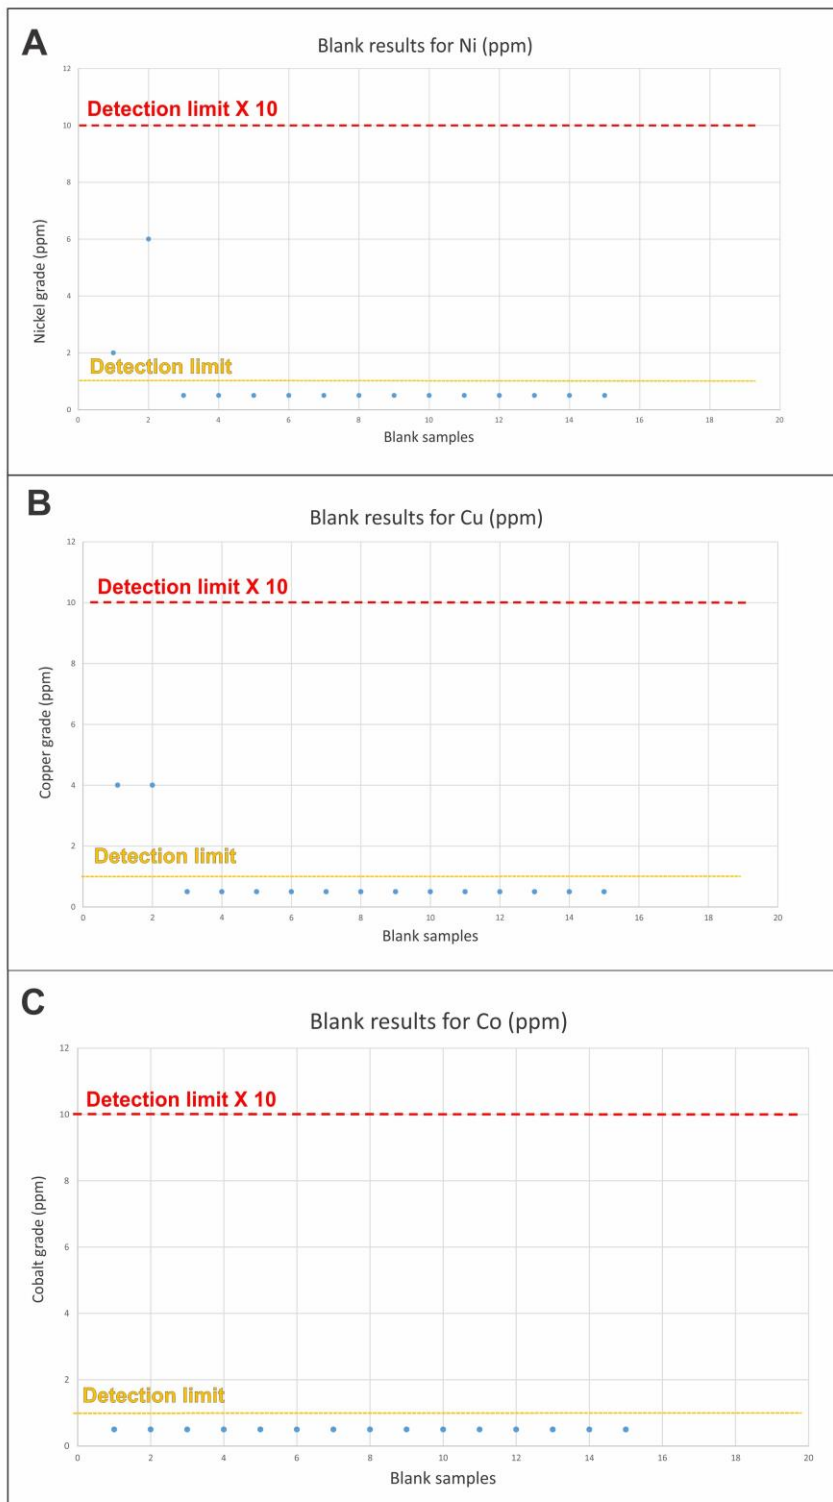 A
Blank results for Ni (ppm)
12
Detection limit X 10
10
8
Nickel grade (ppm)
6
4
2
Detection limit
0
0 2 4 6 8 10 12 14 16 18 20
Blank samples
B
Blank results for Cu (ppm)
12
Detection limit X 10
10
8
Copper grade (ppm)
6
4
2
Detection limit
0
0 2 4 6 8 10 12 14 16 18 20
Blank samples
C
Blank results for Co (ppm)
12
Detection limit X 10
10
8
Cobalt grade (ppm)
6
4
2
Detection limit
0
0 2 4 6 8 10 12 14 16 18 20
Blank samples